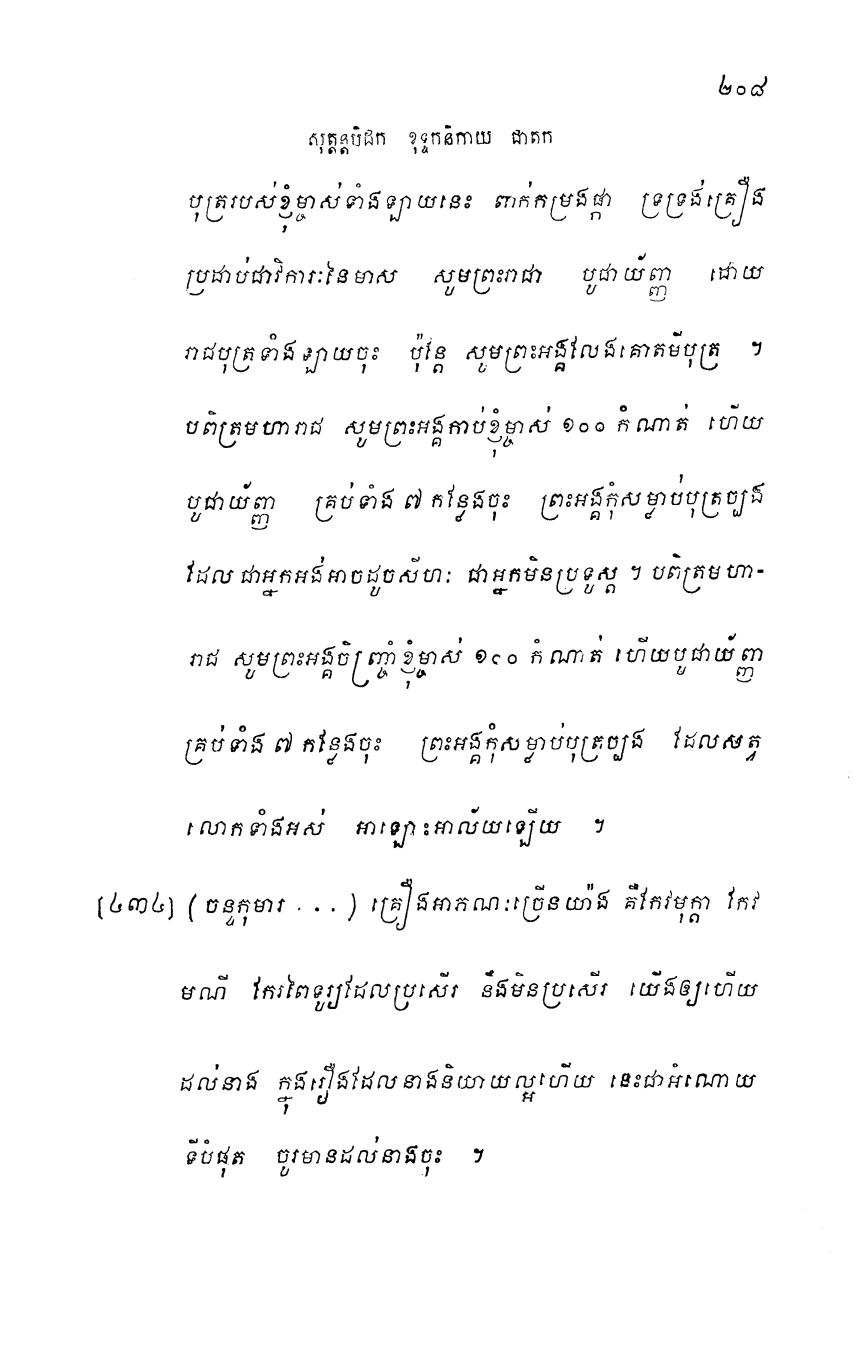 ២០៨
សុត្តន្តបិដក ខុទ្ទកនិកាយ ជាតក
បុត្ររបស់ខ្ញុំម្ចាស់ទាំងឡាយនេះ ពាក់កម្រងផ្កា ទ្រទ្រង់គ្រឿង
ប្រដាប់ជាវិការៈនៃមាស សូមព្រះរាជា បូជាយ័ញ្ញ ដោយ
រាជបុត្រទាំងឡាយចុះ ប៉ុន្តែ សូមព្រះអង្គលែងគោតមីបុត្រ ។
បពិត្រមហារាជ សូមព្រះអង្គកាប់ខ្ញុំម្ចាស់ ១០០ កំណាត់ ហើយ
បូជាយ័ញ្ញ គ្រប់ទាំង ៧ កន្លែងចុះ ព្រះអង្គកុំសម្លាប់បុត្រច្បង
ដែល ជាអ្នកអង់អាចដូចសីហៈ ជាអ្នកមិនប្រទូស្ត ។ បពិត្រមហា-
រាជ សូមព្រះអង្គចិញ្ច្រាំខ្ញុំម្ចាស់ ១០០ កំណាត់ ហើយបូជាយ័ញ្ញ
គ្រប់ទាំង ៧ កន្លែងចុះ ព្រះអង្គកុំសម្លាប់បុត្រច្បង ដែលសត្វ
លោកទាំងអស់ អាឡោះអាល័យឡើយ ។
[៤៣៤] (ចន្ទកុមារ . . . ) គ្រឿងអាភរណៈច្រើនយ៉ាង គឺកែវមុក្តា កែវ
មណី កែវពៃទូរ្យដែលប្រសើរ នឹងមិនប្រសើរ យើងឲ្យហើយ
ដល់នាង ក្នុងរឿងដែលនាងនិយាយល្អហើយ នេះជាអំណោយ
ទីបំផុត ចូរមានដល់នាងចុះ ។